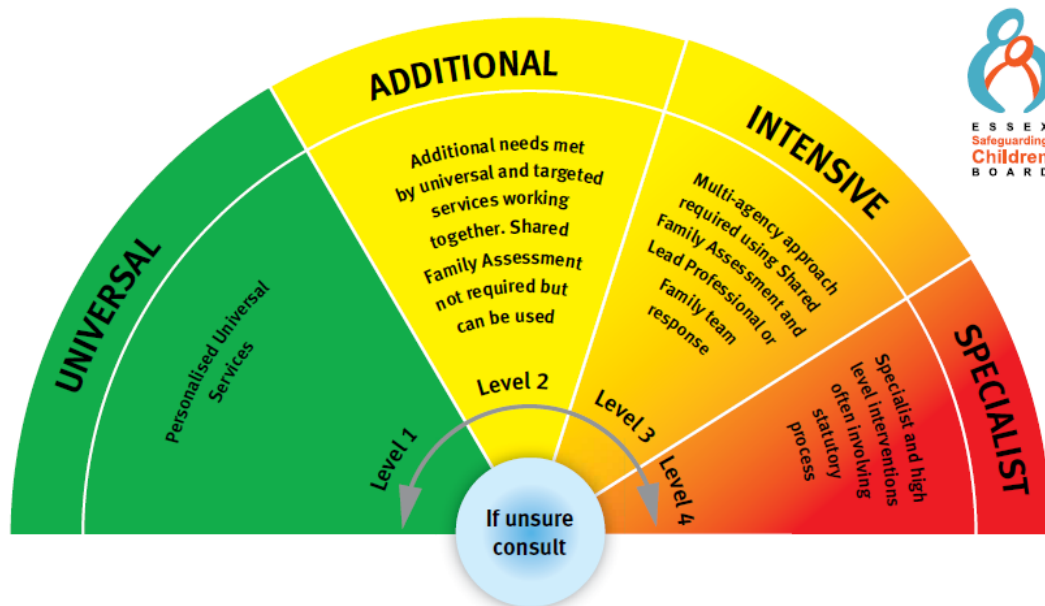 UNIVERSAL
Personalised Universal
Services
Level 1
ADDITIONAL
Additional needs met
by universal and targeted
services working
together. Shared
Family Assessment
not required but
can be used
Level 2
INTENSIVE
Multi-agency approach
required using Shared
Family Assessment and
Lead Professional or
Family team
response
Level 3
SPECIALIST
Specialist and high
level interventions
often involving
statutory
process
Level 4
If unsure
consult
ESSEX
Safeguarding
Children
BOARD